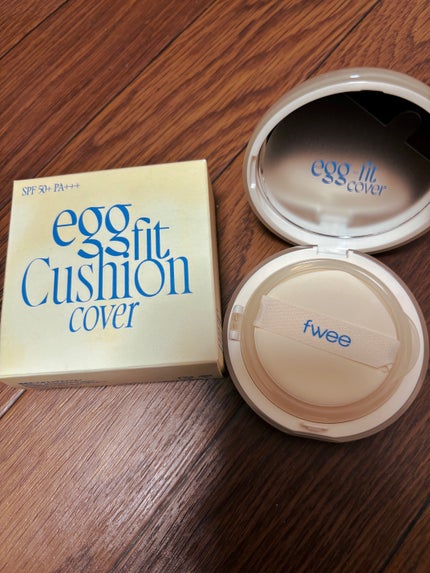 SPF 50+ PA+++
egg
fit
Cushion
cover
egg-fit
cover
fwee